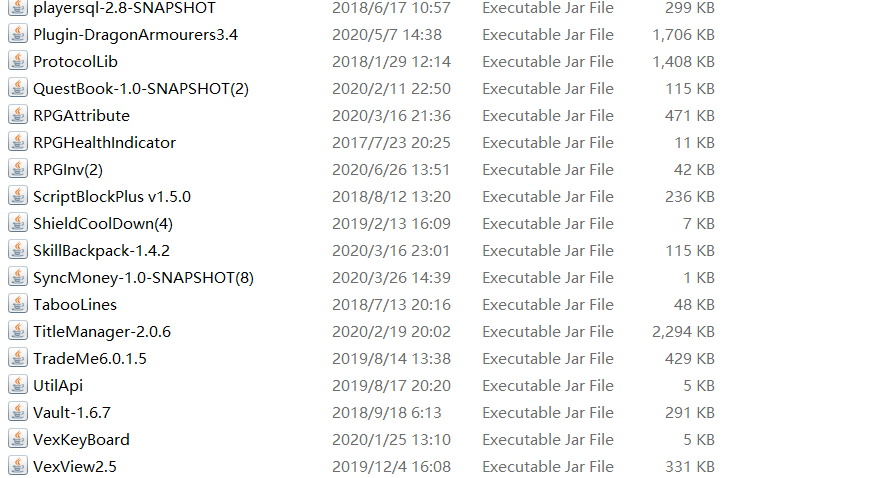 playersql-2.8-SNAPSHOT 2018/6/17 10:57 Executable Jar File 299 KB
Plugin-DragonArmourers3.4 2020/5/7 14:38 Executable Jar File 1,706 KB
ProtocolLib 2018/1/29 12:14 Executable Jar File 1,408 KB
QuestBook-1.0-SNAPSHOT(2) 2020/2/11 22:50 Executable Jar File 115 KB
RPGAttribute 2020/3/16 21:36 Executable Jar File 471 KB
RPGHealthIndicator 2017/7/23 20:25 Executable Jar File 11 KB
RPGInv(2) 2020/6/26 13:51 Executable Jar File 42 KB
ScriptBlockPlus v1.5.0 2018/8/12 13:20 Executable Jar File 236 KB
ShieldCoolDown(4) 2019/2/13 16:09 Executable Jar File 7 KB
SkillBackpack-1.4.2 2020/3/16 23:01 Executable Jar File 115 KB
SyncMoney-1.0-SNAPSHOT(8) 2020/3/26 14:39 Executable Jar File 1 KB
TabooLines 2018/7/13 20:16 Executable Jar File 48 KB
TitleManager-2.0.6 2020/2/19 20:02 Executable Jar File 2,294 KB
TradeMe6.0.1.5 2019/8/14 13:38 Executable Jar File 429 KB
UtilApi 2019/8/17 20:20 Executable Jar File 5 KB
Vault-1.6.7 2018/9/18 6:13 Executable Jar File 291 KB
VexKeyBoard 2020/1/25 13:10 Executable Jar File 5 KB
VexView2.5 2019/12/4 16:08 Executable Jar File 331 KB